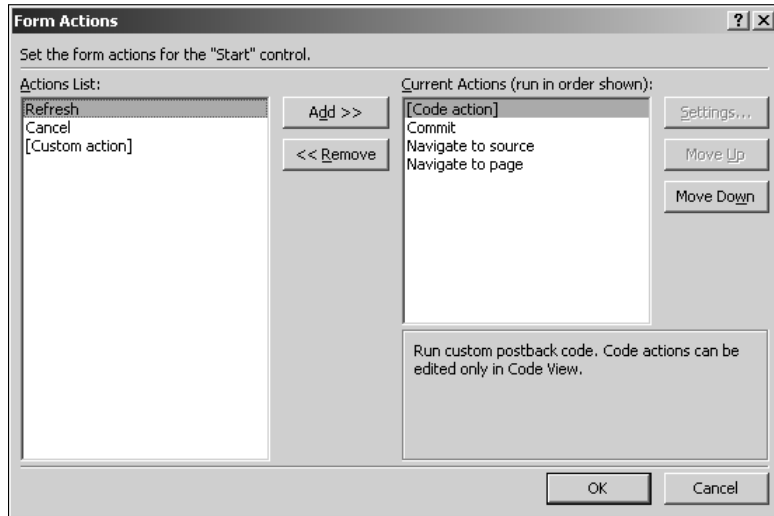 Form Actions
Set the form actions for the "Start" control.
Actions List:
Refresh
Cancel
[Custom action]
Add >>
<< Remove
Current Actions (run in order shown):
[Code action]
Commit
Navigate to source
Navigate to page
Settings...
Move Up
Move Down
Run custom postback code. Code actions can be
edited only in Code View.
OK
Cancel